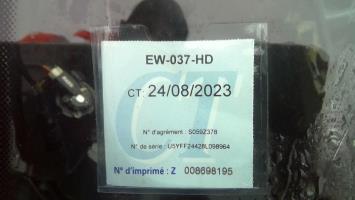 EW-037-HD
CT: 24/08/2023
N° d'agrément : S059Z378
N° de série : U5YFF24428L098964
N° d'imprimé : Z 008698195
CT